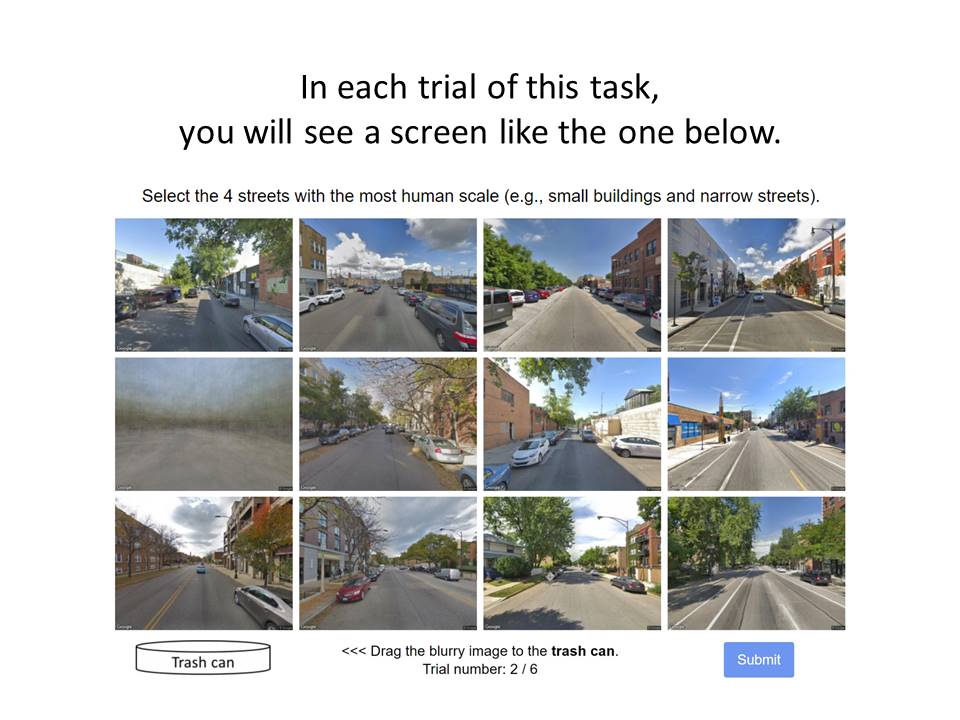 In each trial of this task,
you will see a screen like the one below.
Select the 4 streets with the most human scale (e.g., small buildings and narrow streets).
Trash can
<<< Drag the blurry image to the trash can.
Trial number: 2 / 6
Submit